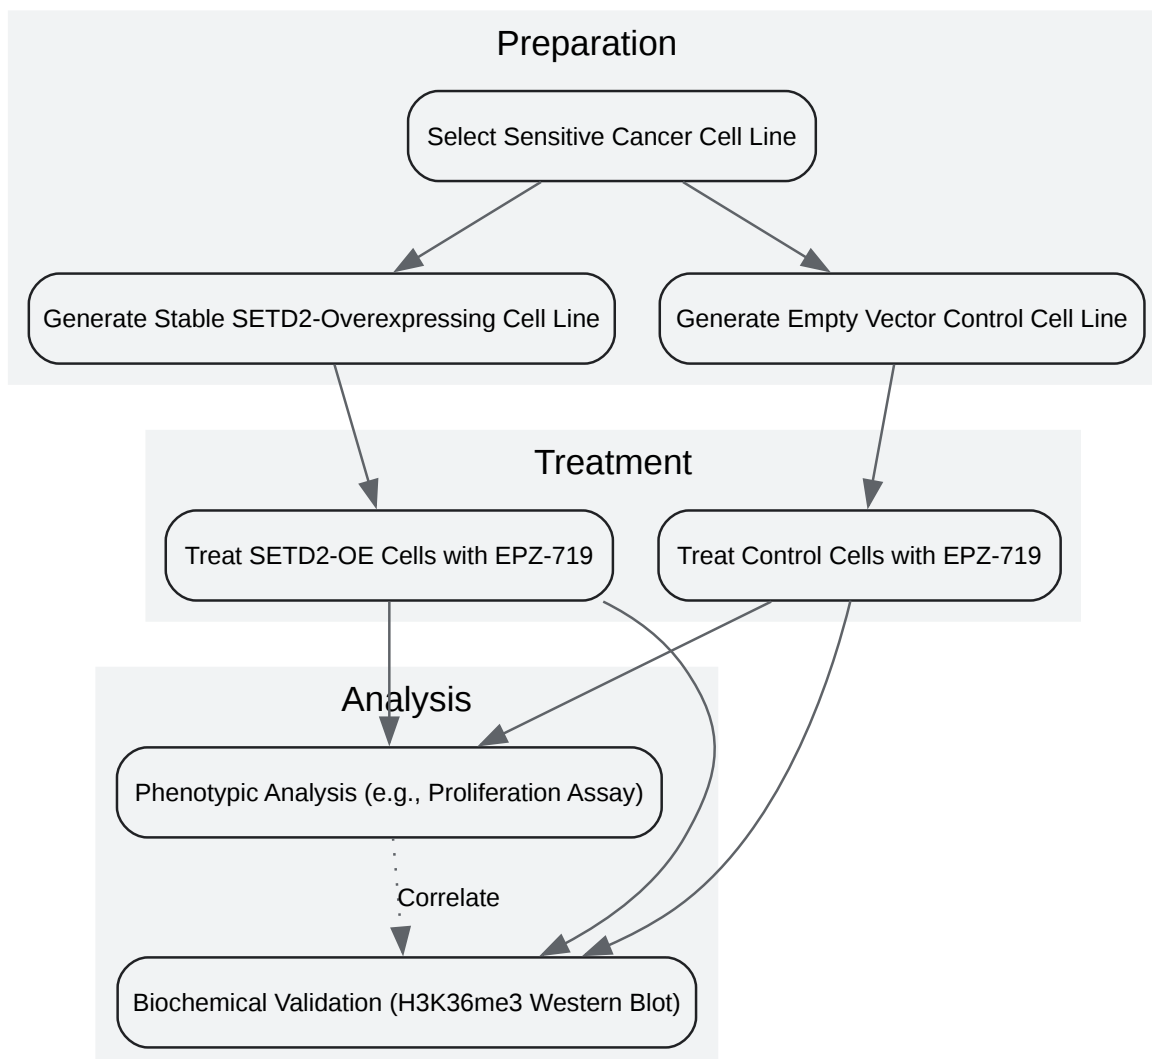 Preparation
Select Sensitive Cancer Cell Line
Generate Stable SETD2-Overexpressing Cell Line
Generate Empty Vector Control Cell Line
Treatment
Treat SETD2-OE Cells with EPZ-719
Treat Control Cells with EPZ-719
Analysis
Phenotypic Analysis (e.g., Proliferation Assay)
Correlate
Biochemical Validation (H3K36me3 Western Blot)